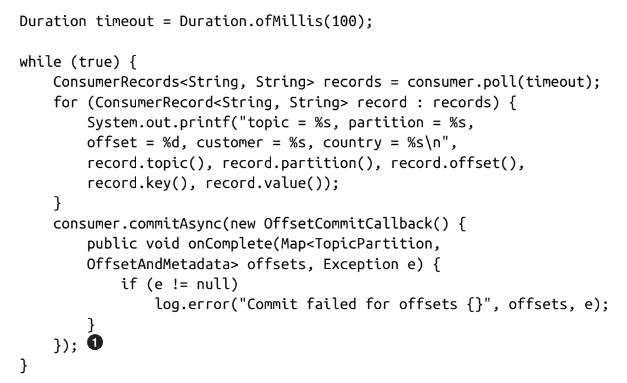 Duration timeout = Duration.ofMillis(100);

while (true) {
    ConsumerRecords<String, String> records = consumer.poll(timeout);
    for (ConsumerRecord<String, String> record : records) {
        System.out.printf("topic = %s, partition = %s,
        offset = %d, customer = %s, country = %s\n",
        record.topic(), record.partition(), record.offset(),
        record.key(), record.value());
    }
    consumer.commitAsync(new OffsetCommitCallback() {
        public void onComplete(Map<TopicPartition,
        OffsetAndMetadata> offsets, Exception e) {
            if (e != null)
                log.error("Commit failed for offsets {}", offsets, e);
        }
    }); ❶
}